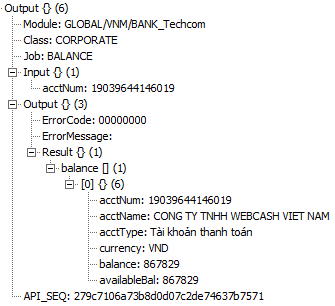 Output {} (6)
Module: GLOBAL/VNM/BANK_Techcom
Class: CORPORATE
Job: BALANCE
Input {} (1)
acctNum: 19039644146019
Output {} (3)
ErrorCode: 00000000
ErrorMessage:
Result {} (1)
balance [] (1)
[0] {} (6)
acctNum: 19039644146019
acctName: CONG TY TNHH WEBCASH VIET NAM
acctType: Tài khoản thanh toán
currency: VND
balance: 867829
availableBal: 867829
API_SEQ: 279c7106a73b8d0d07c2de74637b7571